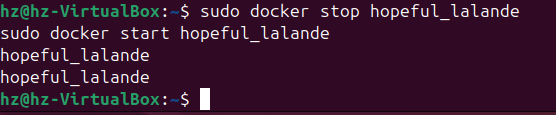 hz@hz-VirtualBox:~$ sudo docker stop hopeful_lalande
sudo docker start hopeful_lalande
hopeful_lalande
hopeful_lalande
hz@hz-VirtualBox:~$